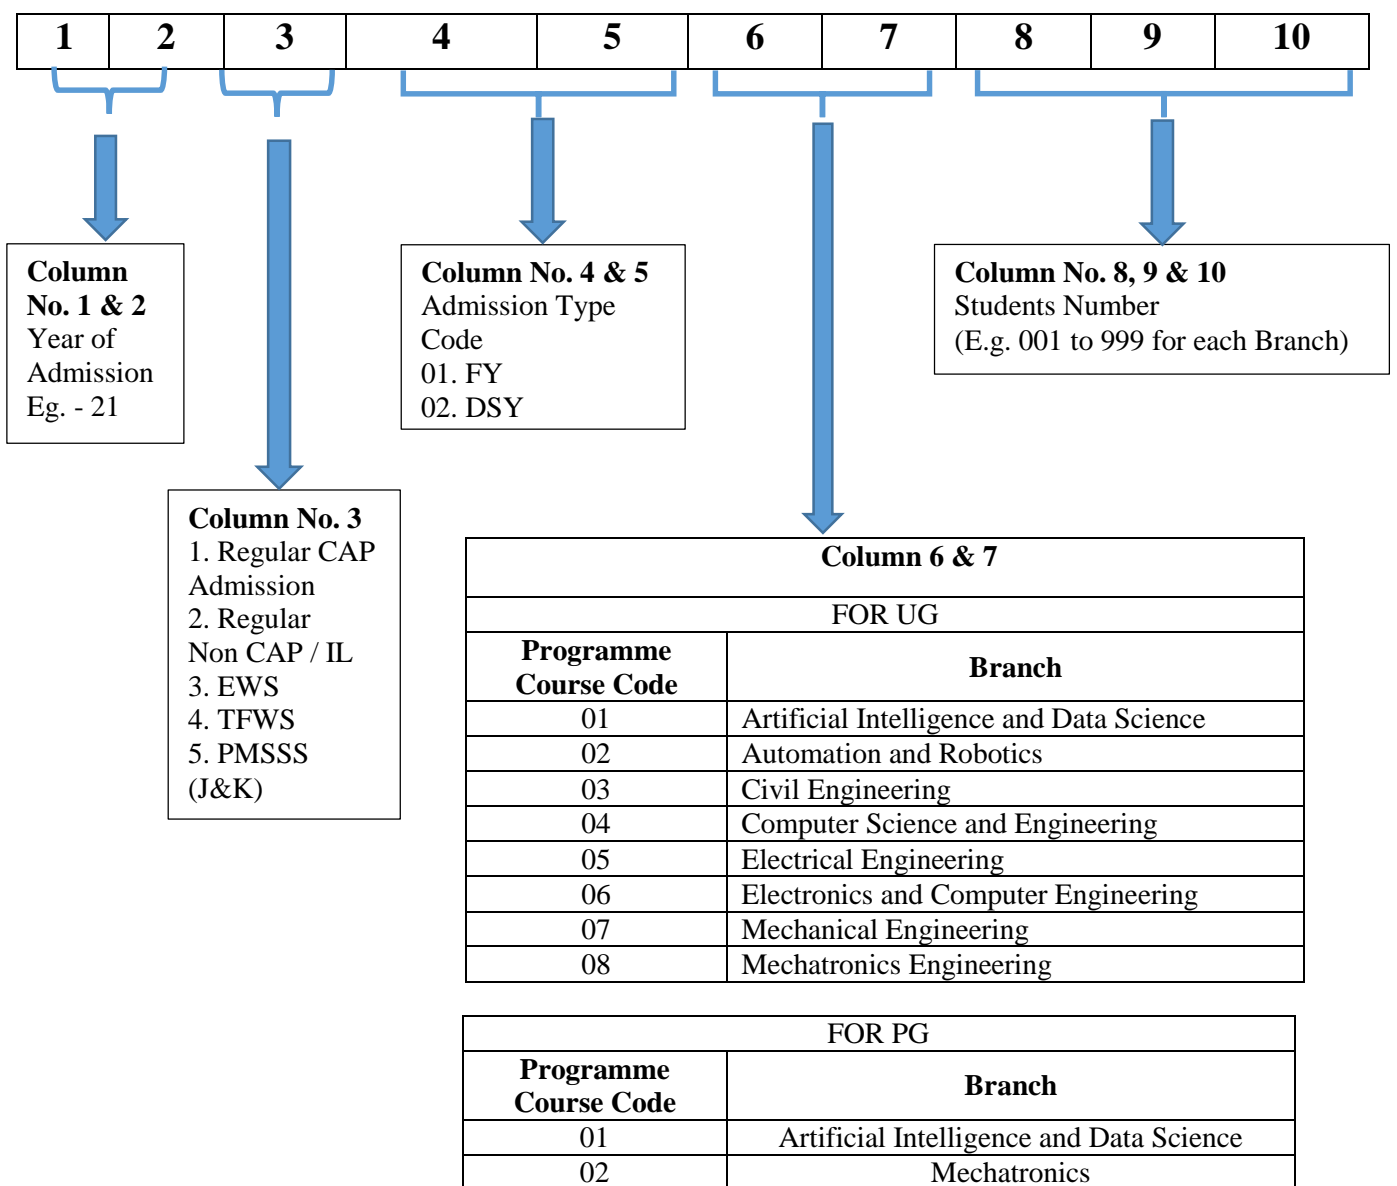 1 2 3 4 5 6 7 8 9 10
Column
No. 1 & 2
Year of
Admission
Eg. - 21
Column No. 4 & 5
Admission Type
Code
01. FY
02. DSY
Column No. 8, 9 & 10
Students Number
(E.g. 001 to 999 for each Branch)
Column No. 3
1. Regular CAP
Admission
2. Regular
Non CAP / IL
3. EWS
4. TFWS
5. PMSSS
(J&K)
Column 6 & 7
FOR UG
Programme
Course Code
Branch
01 Artificial Intelligence and Data Science
02 Automation and Robotics
03 Civil Engineering
04 Computer Science and Engineering
05 Electrical Engineering
06 Electronics and Computer Engineering
07 Mechanical Engineering
08 Mechatronics Engineering
FOR PG
Programme
Course Code
Branch
01 Artificial Intelligence and Data Science
02 Mechatronics